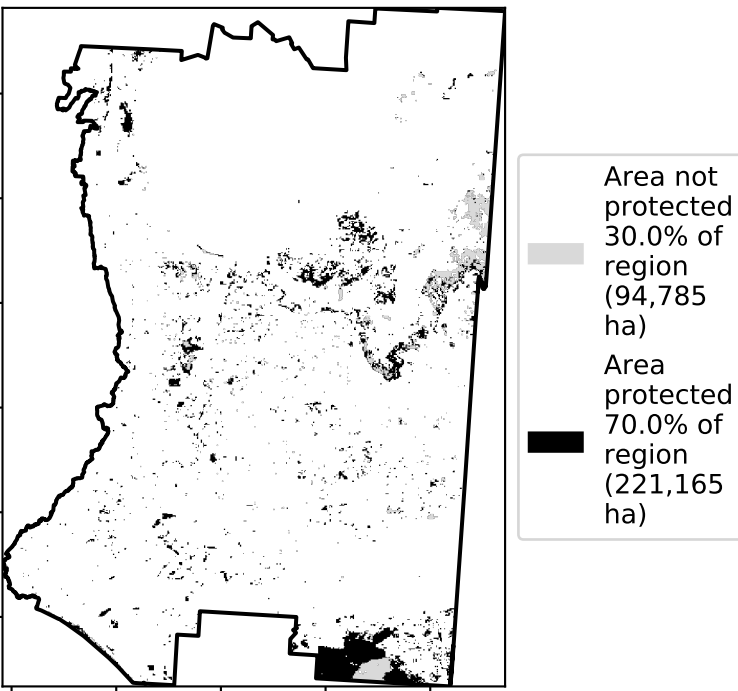 Area not
protected
30.0% of
region
(94,785
ha)
Area
protected
70.0% of
region
(221,165
ha)